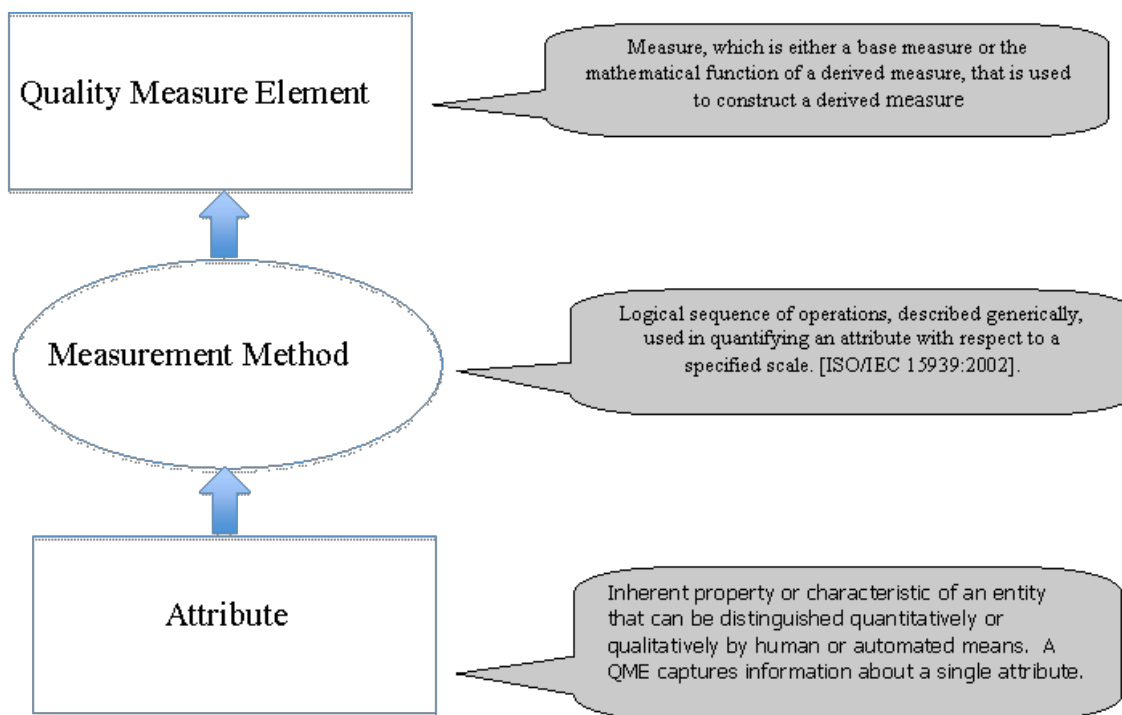 Quality Measure Element
Measure, which is either a base measure or the
mathematical function of a derived measure, that is used
to construct a derived measure
Measurement Method
Logical sequence of operations, described generically,
used in quantifying an attribute with respect to a
specified scale. [ISO/IEC 15939:2002].
Attribute
Inherent property or characteristic of an entity
that can be distinguished quantitatively or
qualitatively by human or automated means.  A
QME captures information about a single attribute.